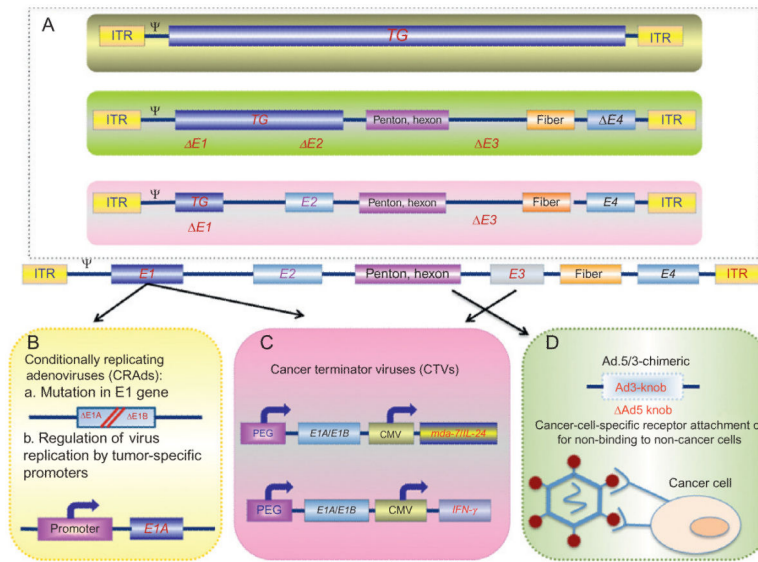 A
ITR Ψ TG ITR
ITR Ψ TG Penton, hexon Fiber ΔE4 ITR
ΔE1 ΔE2 ΔE3
ITR Ψ TG E2 Penton, hexon Fiber E4 ITR
ΔE1 ΔE3
ITR Ψ E1 E2 Penton, hexon E3 Fiber E4 ITR
B
Conditionally replicating
adenoviruses (CRAds):
a. Mutation in E1 gene
ΔE1A ΔE1B
b. Regulation of virus
replication by tumor-specific
promoters
Promoter E1A
C
Cancer terminator viruses (CTVs)
PEG E1A/E1B CMV mda-7/IL-24
PEG E1A/E1B CMV IFN-γ
D
Ad.5/3-chimeric
Ad3-knob
ΔAd5 knob
Cancer-cell-specific receptor attachment o
for non-binding to non-cancer cells
Cancer cell